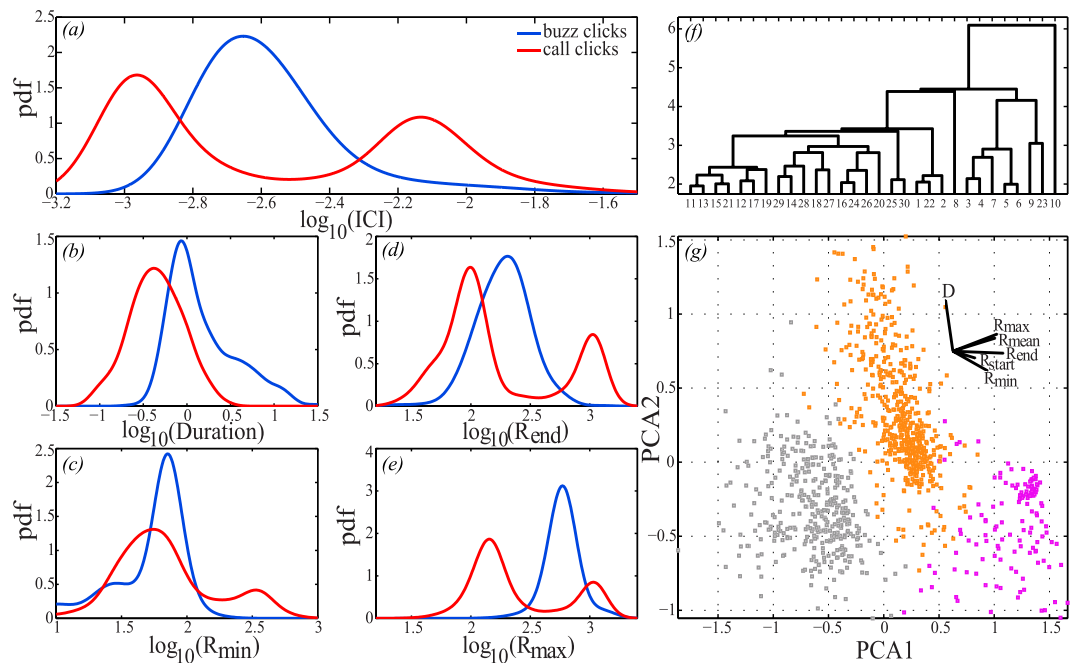 (a)
buzz clicks
call clicks
pdf
2.5
2
1.5
1
0.5
0
−3.2 −3 −2.8 −2.6 −2.4 −2.2 −2 −1.8 −1.6
log10(ICI)
(b)
pdf
1.5
1
0.5
0
−1.5 −1 −0.5 0 0.5 1 1.5
log10(Duration)
(d)
pdf
2
1.5
1
0.5
0
1.5 2 2.5 3
log10(REND)
(c)
pdf
2.5
2
1.5
1
0.5
0
1 1.5 2 2.5 3
log10(Rmin)
(e)
pdf
4
3
2
1
0
1.5 2 2.5 3
log10(Rmax)
(f)
6
5
4
3
2
11 13 15 21 12 17 19 29 14 28 18 27 16 24 26 20 25 30 1 22 2 8 3 4 7 5 6 9 23 10
(g)
D
Rmax
Rmean
Rend
Rstart
Rmin
PCA2
1.5
1
0.5
0
−0.5
−1
−1.5 −1 −0.5 0 0.5 1 1.5
PCA1